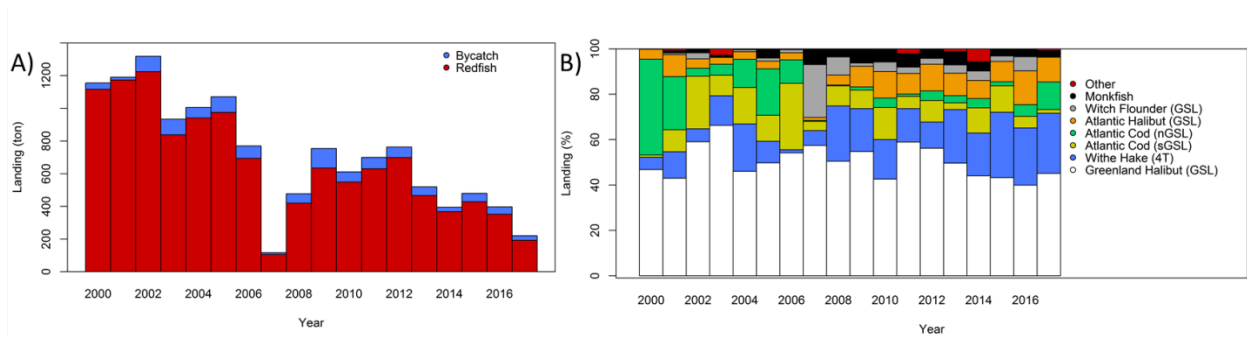 A)
Landing (ton)
0 200 400 600 800 1200
2000 2002 2004 2006 2008 2010 2012 2014 2016
Year
Bycatch
Redfish
B)
Landing (%)
0 20 40 60 80 100
2000 2002 2004 2006 2008 2010 2012 2014 2016
Year
Other
Monkfish
Witch Flounder (GSL)
Atlantic Halibut (GSL)
Atlantic Cod (nGSL)
Atlantic Cod (sGSL)
Withe Hake (4T)
Greenland Halibut (GSL)